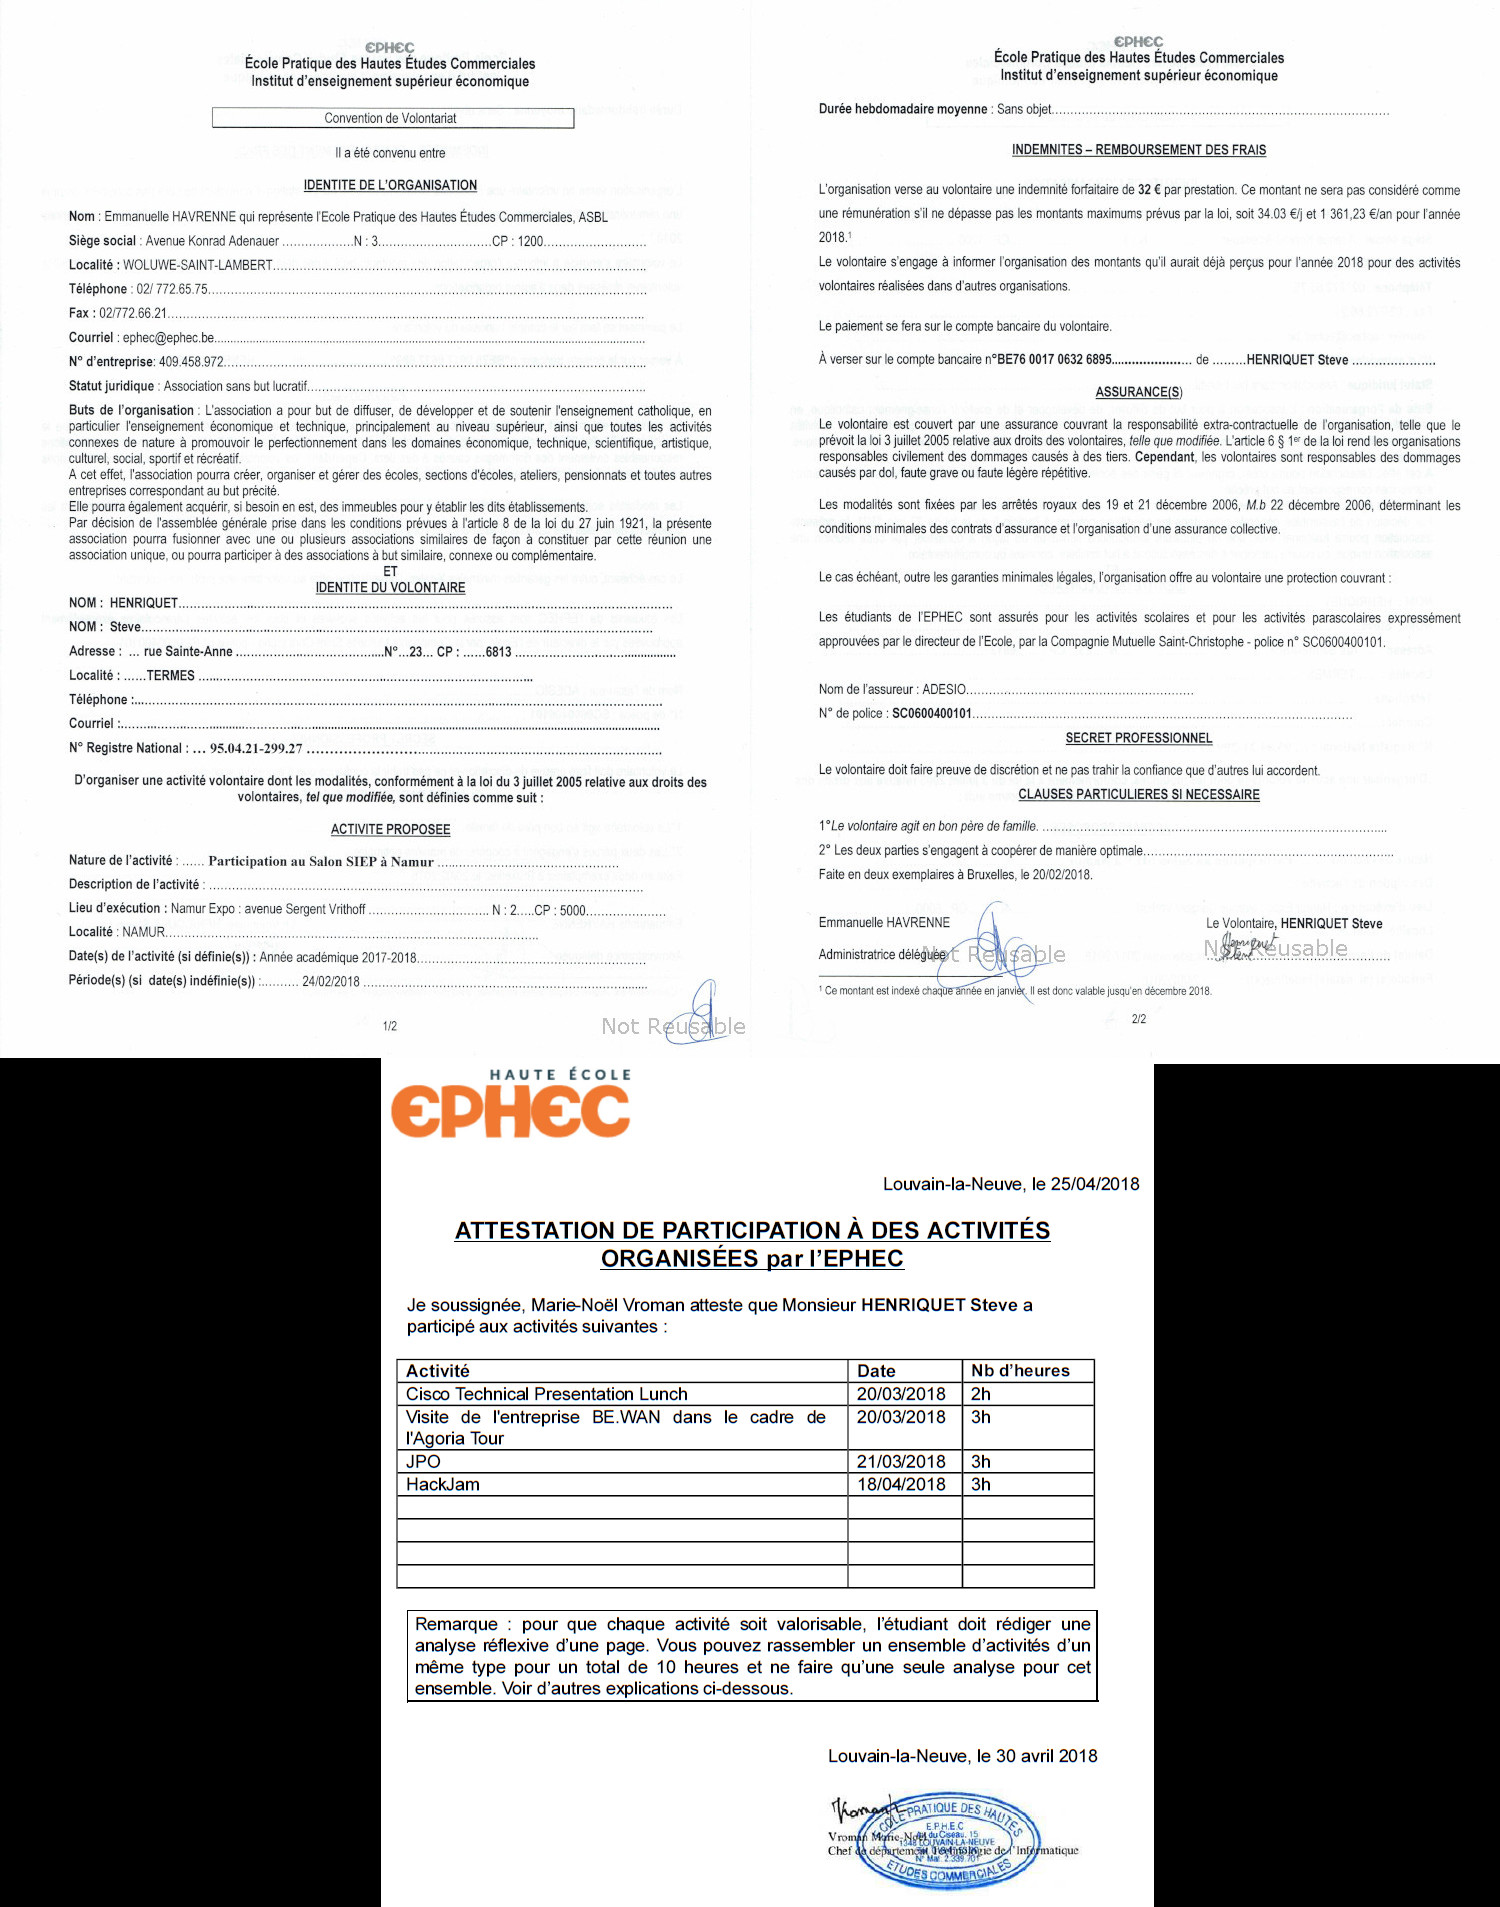 EPHEC
École Pratique des Hautes Études Commerciales
Institut d'enseignement supérieur économique
Convention de Volontariat
Il a été convenu entre
IDENTITE DE L'ORGANISATION
Nom : Emmanuelle HAVRENNE qui représente l'Ecole Pratique des Hautes Études Commerciales, ASBL
Siège social : Avenue Konrad Adenauer ..................N : 3............................CP : 1200..........................
Localité : WOLUWE-SAINT-LAMBERT
Téléphone : 02/ 772.65.75
Fax : 02/772.66.21
Courriel : ephec@ephec.be
N° d'entreprise: 409.458.972
Statut juridique : Association sans but lucratif
Buts de l'organisation : L'association a pour but de diffuser, de développer et de soutenir l'enseignement catholique, en
particulier l'enseignement économique et technique, principalement au niveau supérieur, ainsi que toutes les activités
connexes de nature à promouvoir le perfectionnement dans les domaines économique, technique, scientifique, artistique,
culturel, social, sportif et récréatif.
A cet effet, l'association pourra créer, organiser et gérer des écoles, sections d'écoles, ateliers, pensionnats et toutes autres
entreprises correspondant au but précité.
Elle pourra également acquérir, si besoin en est, des immeubles pour y établir les dits établissements.
Par décision de l'assemblée générale prise dans les conditions prévues à l'article 8 de la loi du 27 juin 1921, la présente
association pourra fusionner avec une ou plusieurs associations similaires de façon à constituer par cette réunion une
association unique, ou pourra participer à des associations à but similaire, connexe ou complémentaire.
ET
IDENTITE DU VOLONTAIRE
NOM : HENRIQUET
NOM : Steve
Adresse : ... rue Sainte-Anne ..........................................N°...23... CP : ......6813 ..........................................
Localité : ......TERMES
Téléphone :
Courriel :
N° Registre National : ... 95.04.21-299.27
D'organiser une activité volontaire dont les modalités, conformément à la loi du 3 juillet 2005 relative aux droits des
volontaires, tel que modifiée, sont définies comme suit :
ACTIVITE PROPOSEE
Nature de l'activité : ...... Participation au Salon SIEP à Namur
Description de l'activité :
Lieu d'exécution : Namur Expo : avenue Sergent Vrithoff .............................. N : 2.....CP : 5000....................
Localité : NAMUR
Date(s) de l'activité (si définie(s)) : Année académique 2017-2018
Période(s) (si date(s) indéfinie(s)) :.......... 24/02/2018
Not Reusable
1/2
EPHEC
École Pratique des Hautes Études Commerciales
Institut d'enseignement supérieur économique
Durée hebdomadaire moyenne : Sans objet
INDEMNITES – REMBOURSEMENT DES FRAIS
L'organisation verse au volontaire une indemnité forfaitaire de 32 € par prestation. Ce montant ne sera pas considéré comme
une rémunération s'il ne dépasse pas les montants maximums prévus par la loi, soit 34.03 €/j et 1 361,23 €/an pour l'année
2018.¹
Le volontaire s'engage à informer l'organisation des montants qu'il aurait déjà perçus pour l'année 2018 pour des activités
volontaires réalisées dans d'autres organisations.
Le paiement se fera sur le compte bancaire du volontaire.
À verser sur le compte bancaire n°BE76 0017 0632 6895..................... de .........HENRIQUET Steve .....................
ASSURANCE(S)
Le volontaire est couvert par une assurance couvrant la responsabilité extra-contractuelle de l'organisation, telle que le
prévoit la loi 3 juillet 2005 relative aux droits des volontaires, telle que modifiée. L'article 6 § 1er de la loi rend les organisations
responsables civilement des dommages causés à des tiers. Cependant, les volontaires sont responsables des dommages
causés par dol, faute grave ou faute légère répétitive.
Les modalités sont fixées par les arrêtés royaux des 19 et 21 décembre 2006, M.b 22 décembre 2006, déterminant les
conditions minimales des contrats d'assurance et l'organisation d'une assurance collective.
Le cas échéant, outre les garanties minimales légales, l'organisation offre au volontaire une protection couvrant :
Les étudiants de l'EPHEC sont assurés pour les activités scolaires et pour les activités parascolaires expressément
approuvées par le directeur de l'Ecole, par la Compagnie Mutuelle Saint-Christophe - police n° SC0600400101.
Nom de l'assureur : ADESIO
N° de police : SC0600400101
SECRET PROFESSIONNEL
Le volontaire doit faire preuve de discrétion et ne pas trahir la confiance que d'autres lui accordent.
CLAUSES PARTICULIERES SI NECESSAIRE
1°Le volontaire agit en bon père de famille.
2° Les deux parties s'engagent à coopérer de manière optimale
Faite en deux exemplaires à Bruxelles, le 20/02/2018.
Emmanuelle HAVRENNE
Le Volontaire, HENRIQUET Steve
Henriquet
Steve
Administratrice déléguée
Not Reusable
Not Reusable
¹ Ce montant est indexé chaque année en janvier. Il est donc valable jusqu'en décembre 2018.
2/2
HAUTE ÉCOLE
EPHEC
Louvain-la-Neuve, le 25/04/2018
ATTESTATION DE PARTICIPATION À DES ACTIVITÉS
ORGANISÉES par l'EPHEC
Je soussignée, Marie-Noël Vroman atteste que Monsieur HENRIQUET Steve a
participé aux activités suivantes :
Activité Date Nb d'heures
Cisco Technical Presentation Lunch 20/03/2018 2h
Visite de l'entreprise BE.WAN dans le cadre de 20/03/2018 3h
l'Agoria Tour
JPO 21/03/2018 3h
HackJam 18/04/2018 3h
Remarque : pour que chaque activité soit valorisable, l'étudiant doit rédiger une
analyse réflexive d'une page. Vous pouvez rassembler un ensemble d'activités d'un
même type pour un total de 10 heures et ne faire qu'une seule analyse pour cet
ensemble. Voir d'autres explications ci-dessous.
Louvain-la-Neuve, le 30 avril 2018
Vroman Marie-Noël
Chef de département Technologie de l'Informatique
ECOLE PRATIQUE DES HAUTES
E.P.H.E.C
du Ciseau, 15
1348 LOUVAIN-LA-NEUVE
N° Mat. 2.339.701
ETUDES COMMERCIALES